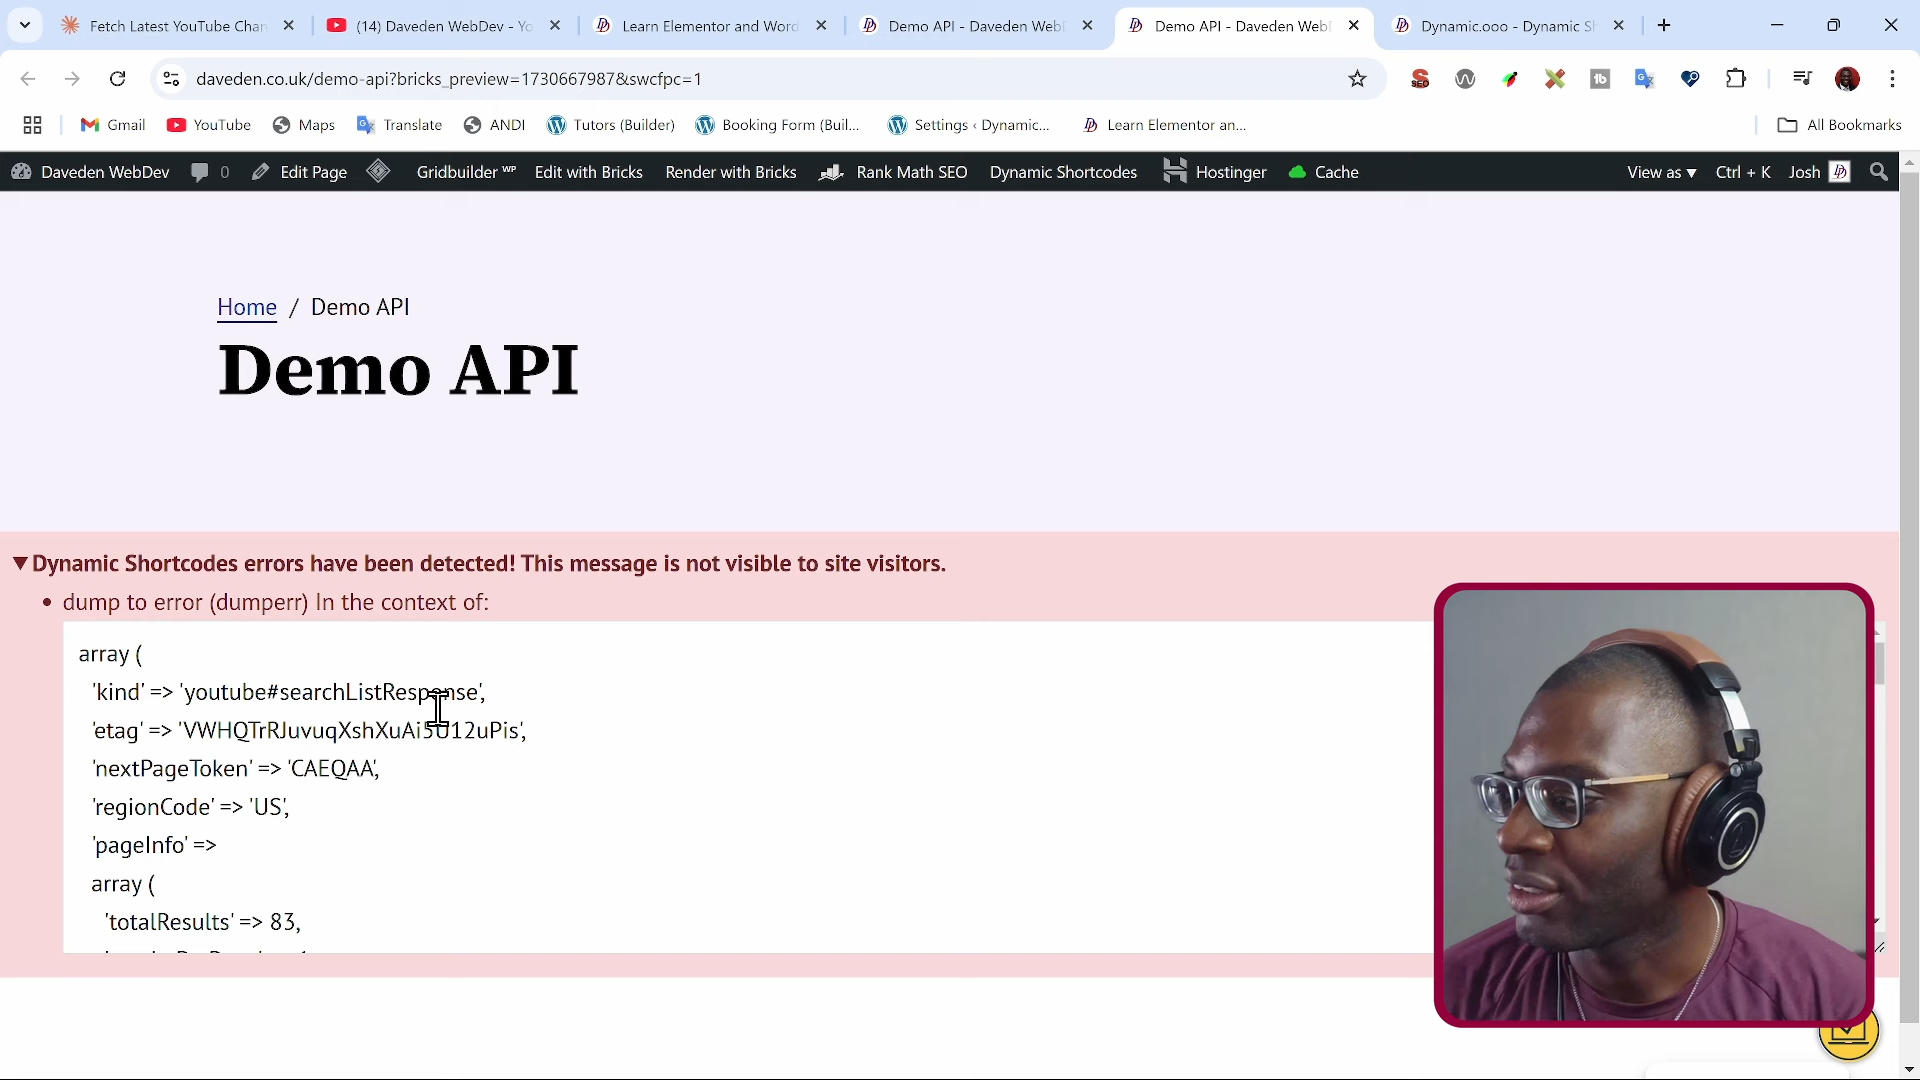 Fetch Latest YouTube Chan
(14) Daveden WebDev - Yo
Learn Elementor and Word
Demo API - Daveden Web
Demo API - Daveden Web
Dynamic.ooo - Dynamic Sh
daveden.co.uk/demo-api?bricks_preview=1730667987&swcfpc=1
SEO
tb
Gmail
YouTube
Maps
Translate
ANDI
Tutors (Builder)
Booking Form (Buil...
Settings ‹ Dynamic...
Learn Elementor an...
All Bookmarks
Daveden WebDev
0
Edit Page
Gridbuilder WP
Edit with Bricks
Render with Bricks
Rank Math SEO
Dynamic Shortcodes
Hostinger
Cache
View as ▾
Ctrl + K
Josh
Home / Demo API
Demo API
▼ Dynamic Shortcodes errors have been detected! This message is not visible to site visitors.
• dump to error (dumperr) In the context of:
array (
'kind' => 'youtube#searchListResponse',
'etag' => 'VWHQTrRJuvuqXshXuAi5U12uPis',
'nextPageToken' => 'CAEQAA',
'regionCode' => 'US',
'pageInfo' =>
array (
'totalResults' => 83,